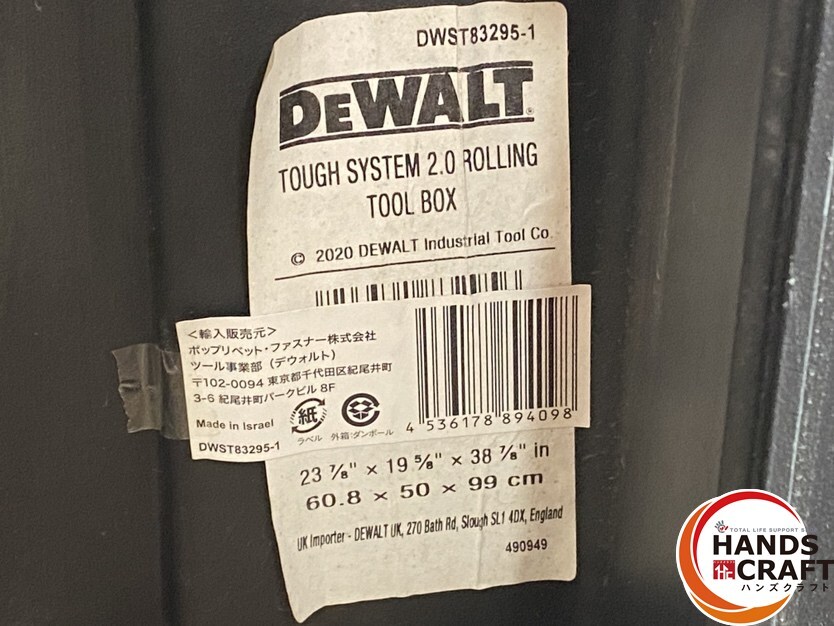 DWST83295-1
DEWALT®
TOUGH SYSTEM 2.0 ROLLING
TOOL BOX
© 2020 DEWALT Industrial Tool Co.
<輸入販売元>
ポップリベット・ファスナー株式会社
ツール事業部(デウォルト)
〒102-0094 東京都千代田区紀尾井町
3-6 紀尾井町パークビル 8F
Made in Israel
DWST83295-1
紙
ラベル
外箱:ダンボール
4 536178 894098
23 ⅞" × 19 ⅝" × 38 ⅞" in
60.8 × 50 × 99 cm
UK Importer - DEWALT UK, 270 Bath Rd, Slough SL1 4DX, England
490949
TOTAL LIFE SUPPORT
HANDS
CRAFT
ハンズクラフト